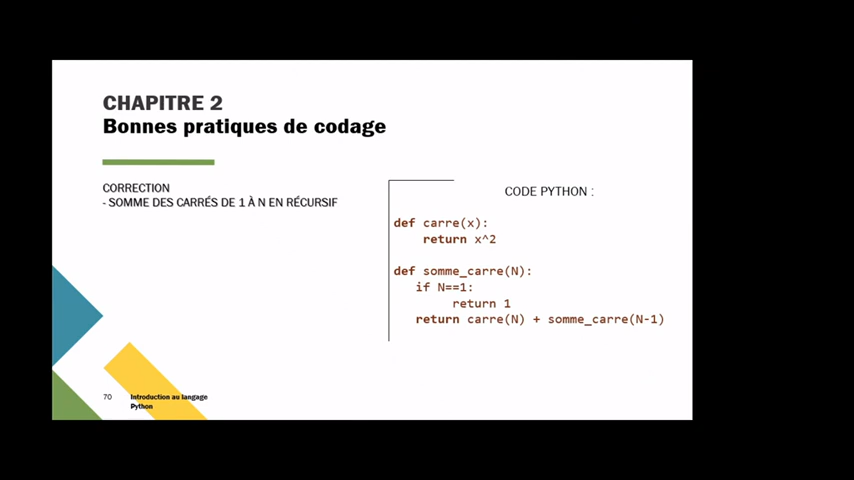 CHAPITRE 2
Bonnes pratiques de codage
CORRECTION
- SOMME DES CARRÉS DE 1 À N EN RÉCURSIF
CODE PYTHON :
def carre(x):
    return x^2
def somme_carre(N):
   if N==1:
        return 1
   return carre(N) + somme_carre(N-1)
70
Introduction au langage
Python